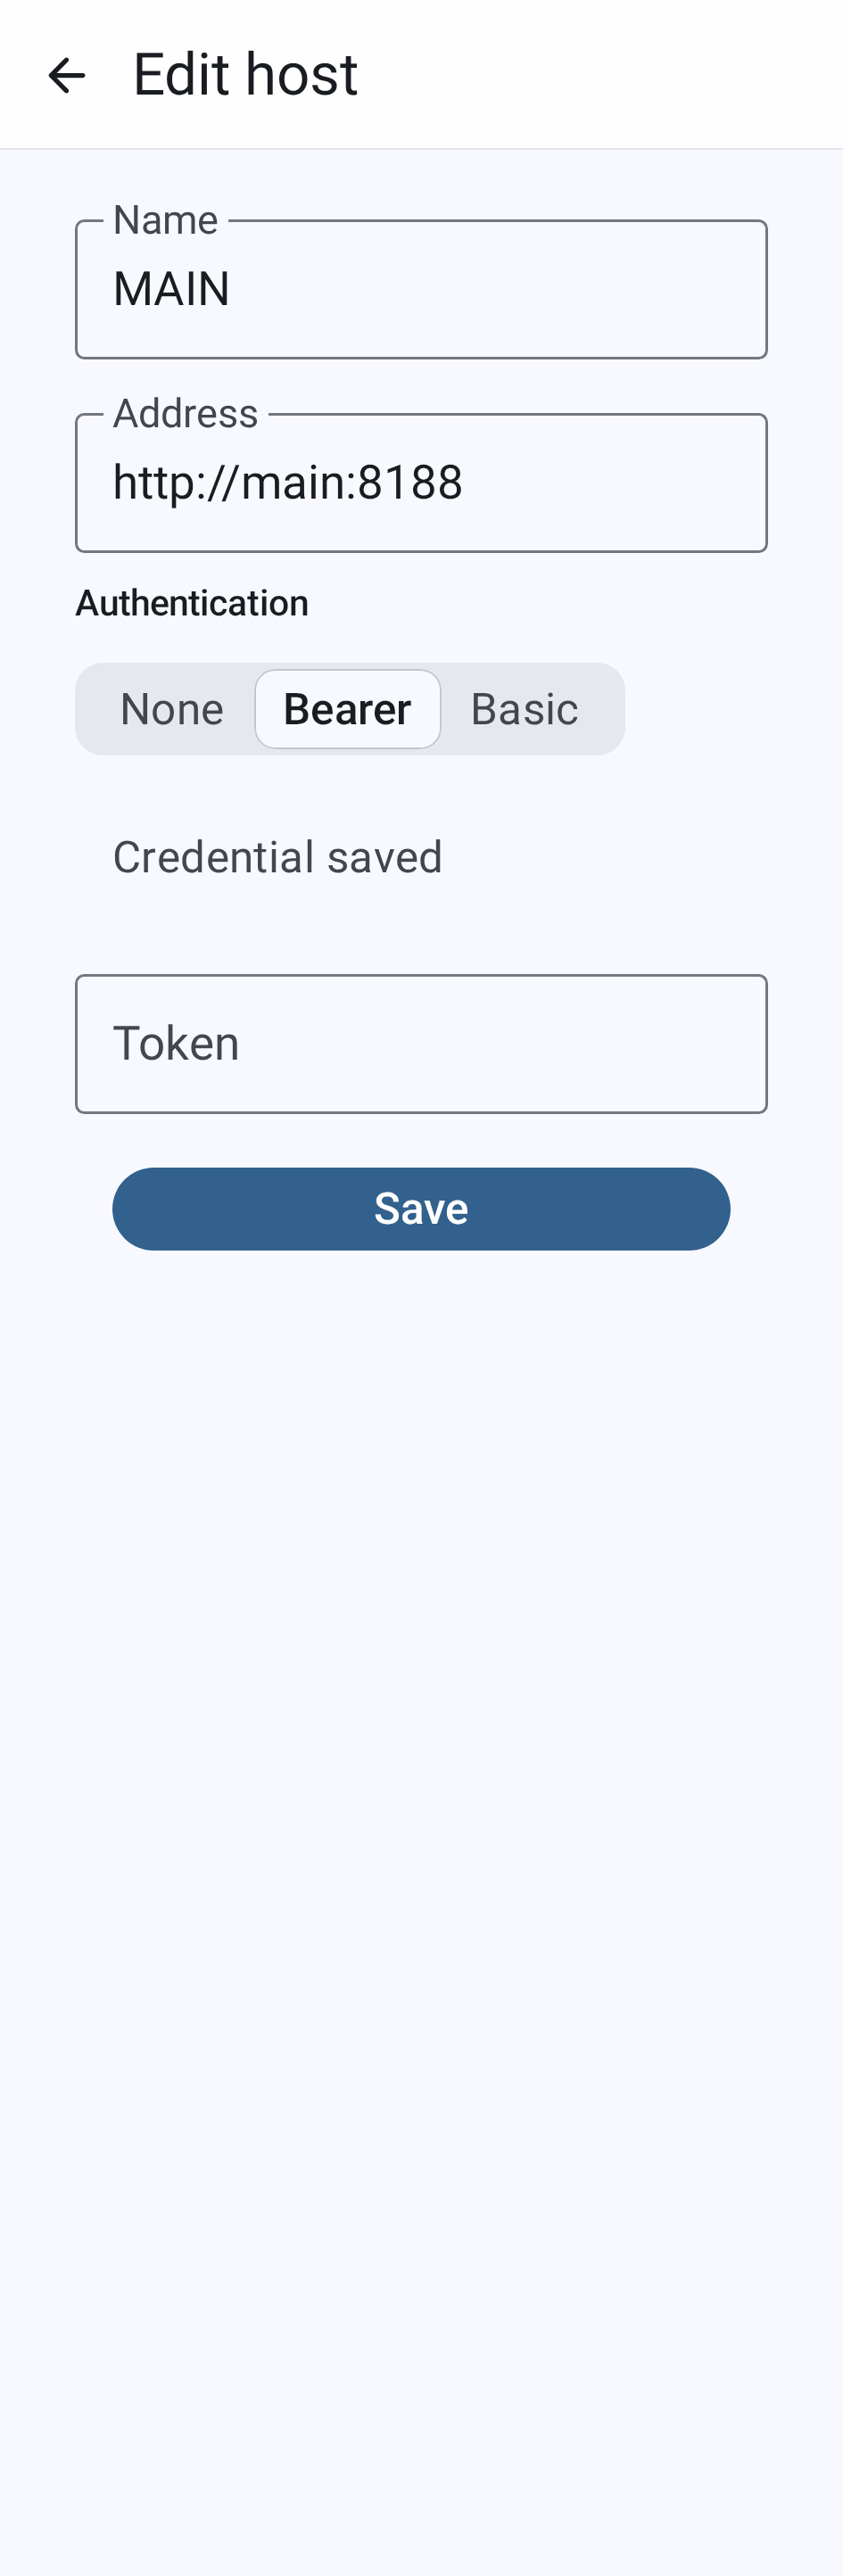 Edit host
Name
MAIN
Address
http://main:8188
Authentication
None Bearer Basic
Credential saved
Token
Save